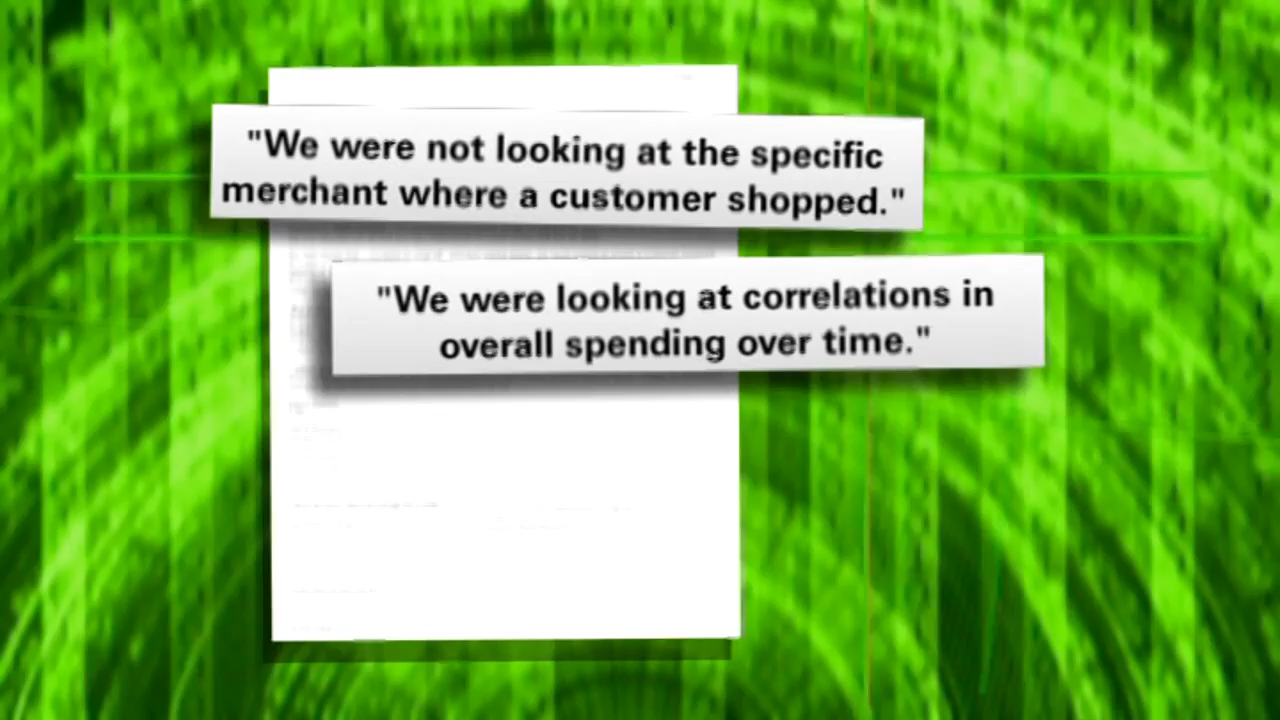 "We were not looking at the specific
merchant where a customer shopped."
"We were looking at correlations in
overall spending over time."